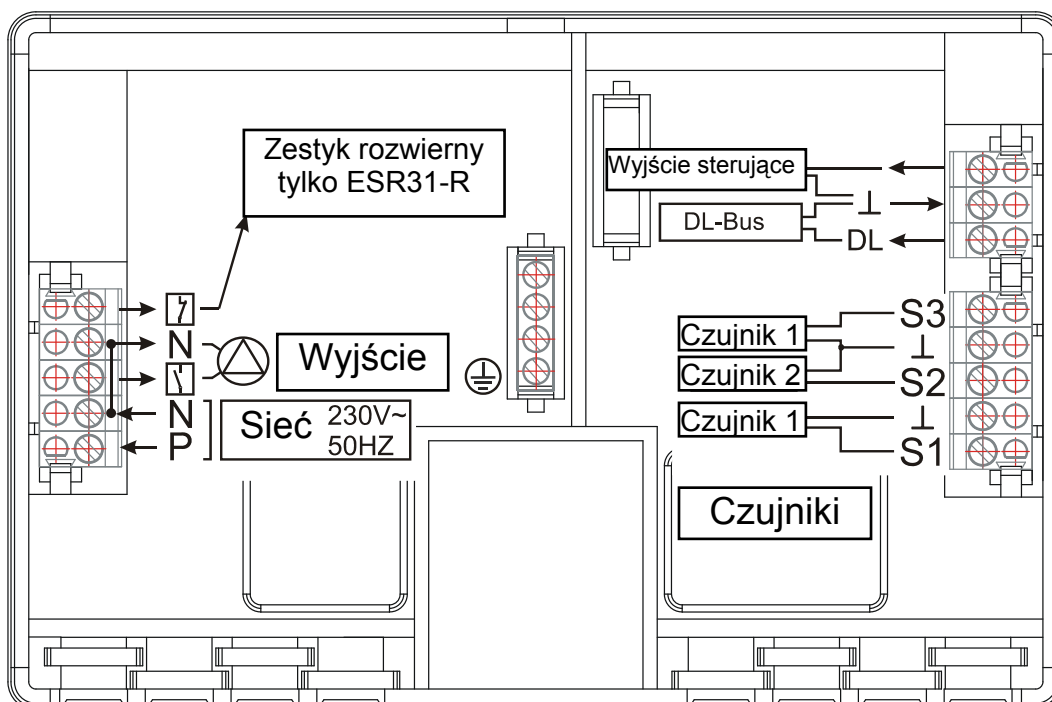 Zestyk rozwierny
tylko ESR31-R
N
Wyjście
N
P
Sieć 230V~
50HZ
Wyjście sterujące
DL-Bus
DL
Czujnik 1
S3
Czujnik 2
S2
Czujnik 1
S1
Czujniki